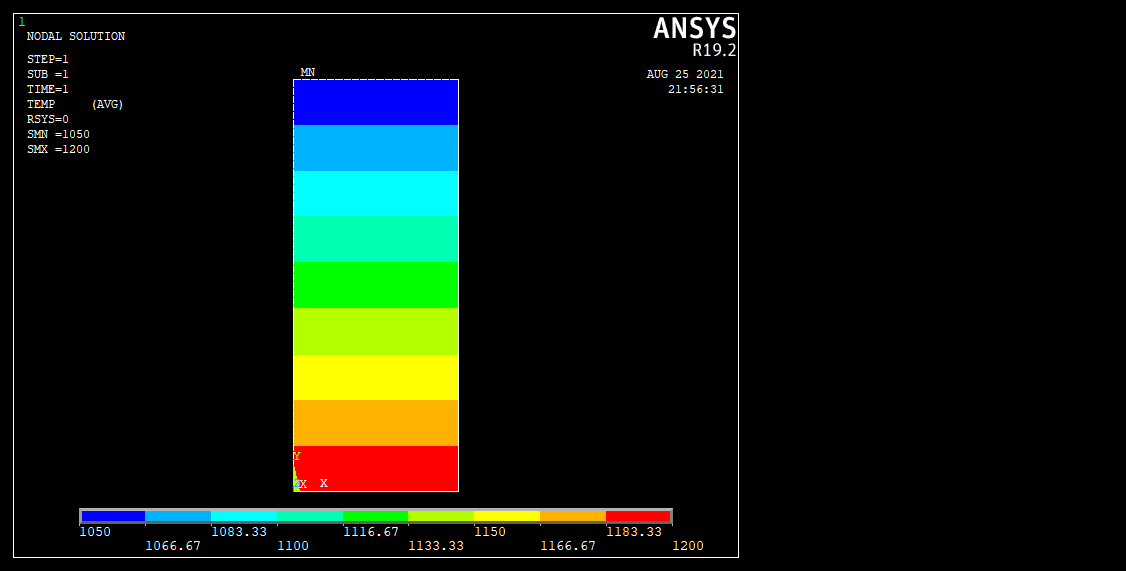 1
NODAL SOLUTION
STEP=1
SUB =1
TIME=1
TEMP (AVG)
RSYS=0
SMN =1050
SMX =1200
ANSYS
R19.2
AUG 25 2021
21:56:31
MN
Y
X X
1050 1083.33 1116.67 1150 1183.33
1066.67 1100 1133.33 1166.67 1200